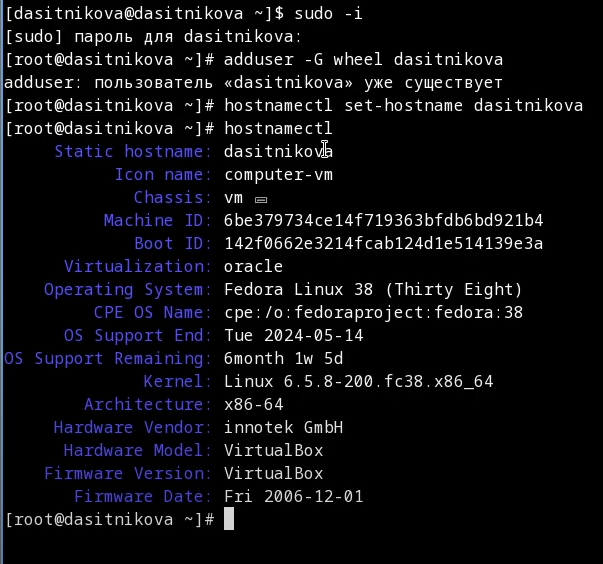 [dasitnikova@dasitnikova ~]$ sudo -i
[sudo] пароль для dasitnikova:
[root@dasitnikova ~]# adduser -G wheel dasitnikova
adduser: пользователь «dasitnikova» уже существует
[root@dasitnikova ~]# hostnamectl set-hostname dasitnikova
[root@dasitnikova ~]# hostnamectl
Static hostname: dasitnikova
Icon name: computer-vm
Chassis: vm
Machine ID: 6be379734ce14f719363bfdb6bd921b4
Boot ID: 142f0662e3214fcab124d1e514139e3a
Virtualization: oracle
Operating System: Fedora Linux 38 (Thirty Eight)
CPE OS Name: cpe:/o:fedoraproject:fedora:38
OS Support End: Tue 2024-05-14
OS Support Remaining: 6month 1w 5d
Kernel: Linux 6.5.8-200.fc38.x86_64
Architecture: x86-64
Hardware Vendor: innotek GmbH
Hardware Model: VirtualBox
Firmware Version: VirtualBox
Firmware Date: Fri 2006-12-01
[root@dasitnikova ~]#